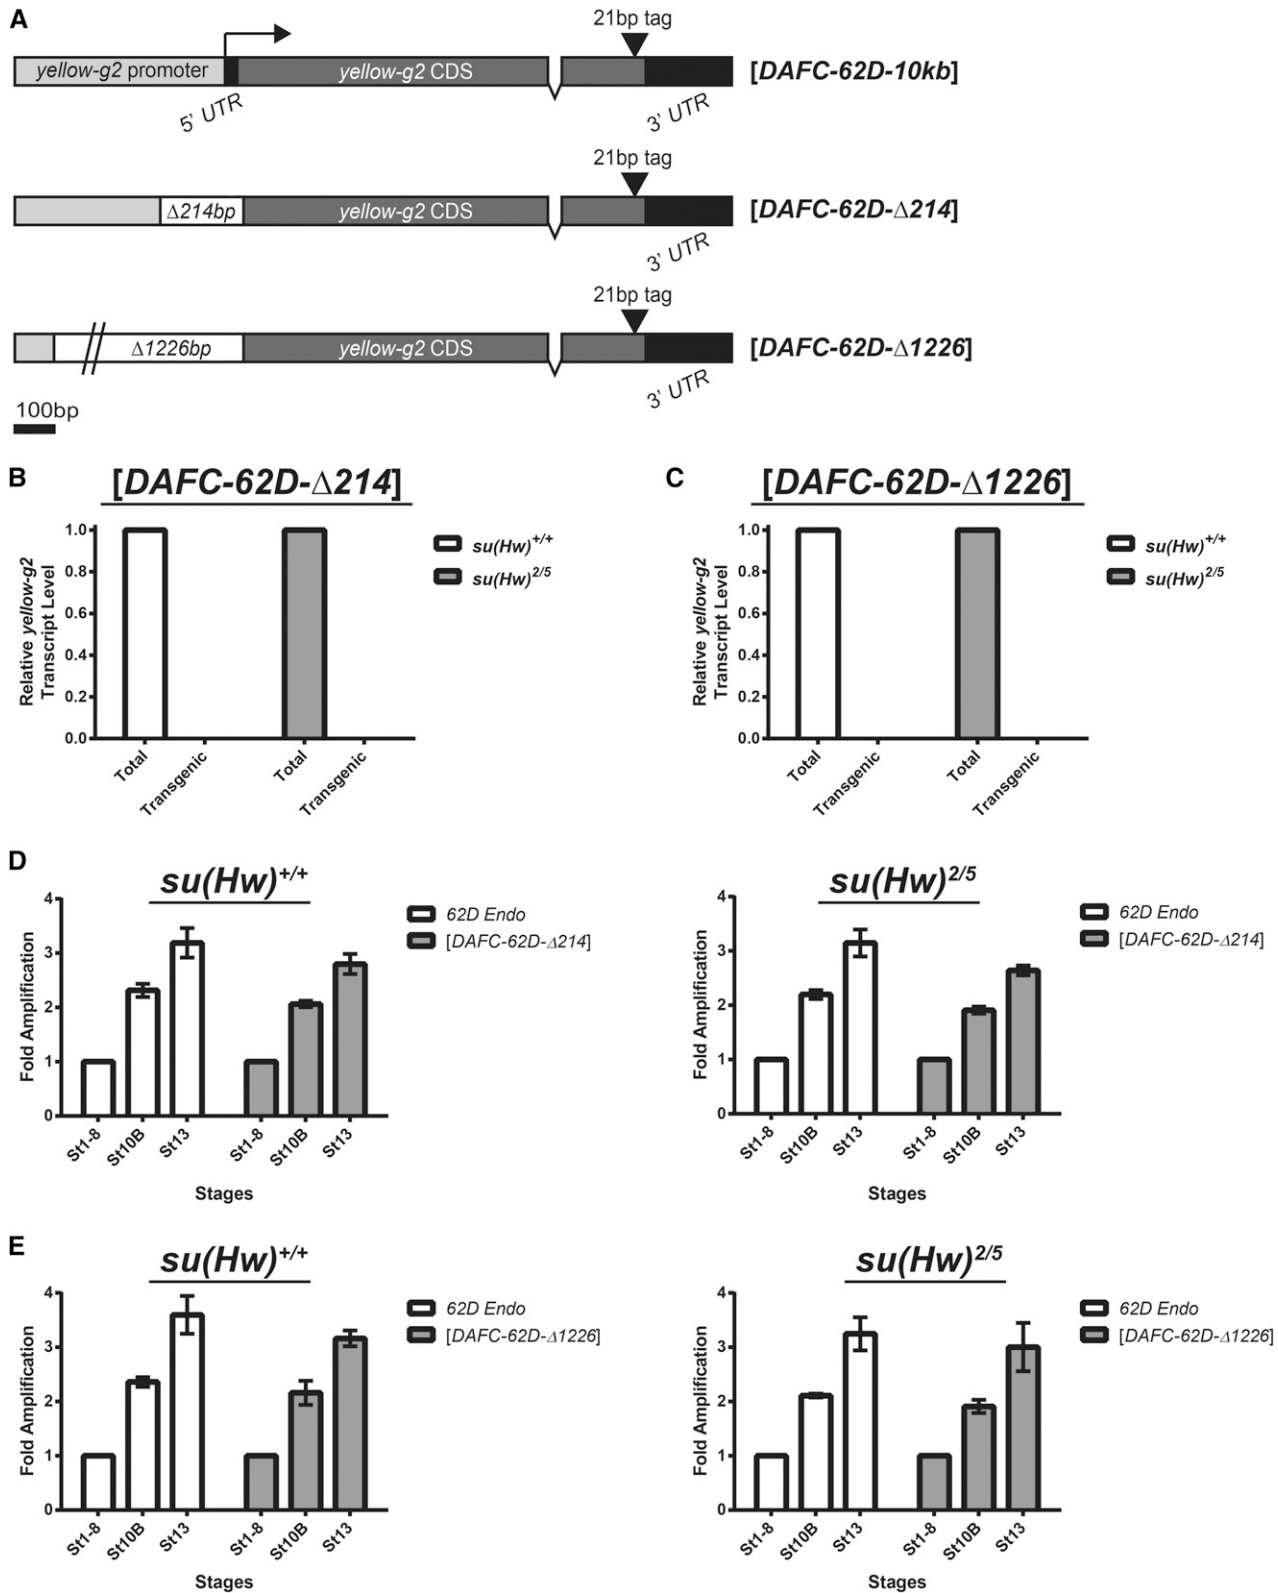 A
21bp tag
yellow-g2 promoter
yellow-g2 CDS
[DAFC-62D-10kb]
5' UTR
3' UTR
21bp tag
Δ214bp
yellow-g2 CDS
[DAFC-62D-Δ214]
3' UTR
21bp tag
Δ1226bp
yellow-g2 CDS
[DAFC-62D-Δ1226]
3' UTR
100bp
B
[DAFC-62D-Δ214]
Relative yellow-g2
Transcript Level
1.0
0.8
0.6
0.4
0.2
0.0
Total
Transgenic
Total
Transgenic
su(Hw)+/+
su(Hw)2/5
C
[DAFC-62D-Δ1226]
Relative yellow-g2
Transcript Level
1.0
0.8
0.6
0.4
0.2
0.0
Total
Transgenic
Total
Transgenic
su(Hw)+/+
su(Hw)2/5
D
su(Hw)+/+
Fold Amplification
4
3
2
1
0
St1-8
St10B
St13
St1-8
St10B
St13
Stages
62D Endo
[DAFC-62D-Δ214]
su(Hw)2/5
Fold Amplification
4
3
2
1
0
St1-8
St10B
St13
St1-8
St10B
St13
Stages
62D Endo
[DAFC-62D-Δ214]
E
su(Hw)+/+
Fold Amplification
4
3
2
1
0
St1-8
St10B
St13
St1-8
St10B
St13
Stages
62D Endo
[DAFC-62D-Δ1226]
su(Hw)2/5
Fold Amplification
4
3
2
1
0
St1-8
St10B
St13
St1-8
St10B
St13
Stages
62D Endo
[DAFC-62D-Δ1226]